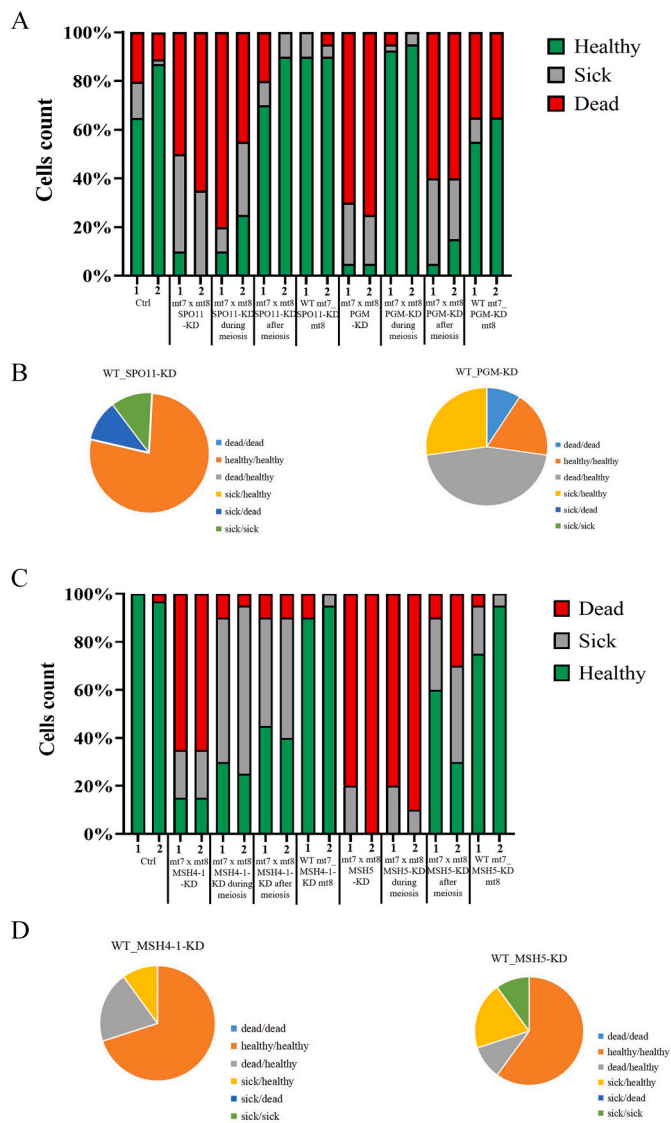 A
100%
80%
60%
40%
20%
0%
Cells count
Healthy
Sick
Dead
1 2 1 2 1 2 1 2 1 2 1 2 1 2 1 2 1 2
Ctrl
mt7 x mt8
SPO11
-KD
mt7 x mt8
SPO11-KD
during
meiosis
mt7 x mt8
SPO11-KD
after
meiosis
WT mt7_
SPO11-KD
mt8
mt7 x mt8
PGM
-KD
mt7 x mt8
PGM-KD
during
meiosis
mt7 x mt8
PGM-KD
after
meiosis
WT mt7_
PGM-KD
mt8
B
WT_SPO11-KD
dead/dead
healthy/healthy
dead/healthy
sick/healthy
sick/dead
sick/sick
WT_PGM-KD
dead/dead
healthy/healthy
dead/healthy
sick/healthy
sick/dead
sick/sick
C
100%
80%
60%
40%
20%
0%
Cells count
Dead
Sick
Healthy
1 2 1 2 1 2 1 2 1 2 1 2 1 2 1 2 1 2
Ctrl
mt7 x mt8
MSH4-1
-KD
mt7 x mt8
MSH4-1-
KD during
meiosis
mt7 x mt8
MSH4-1-
KD after
meiosis
WT mt7_
MSH4-1-
KD mt8
mt7 x mt8
MSH5
-KD
mt7 x mt8
MSH5-KD
during
meiosis
mt7 x mt8
MSH5-KD
after
meiosis
WT mt7_
MSH5-KD
mt8
D
WT_MSH4-1-KD
dead/dead
healthy/healthy
dead/healthy
sick/healthy
sick/dead
sick/sick
WT_MSH5-KD
dead/dead
healthy/healthy
dead/healthy
sick/healthy
sick/dead
sick/sick